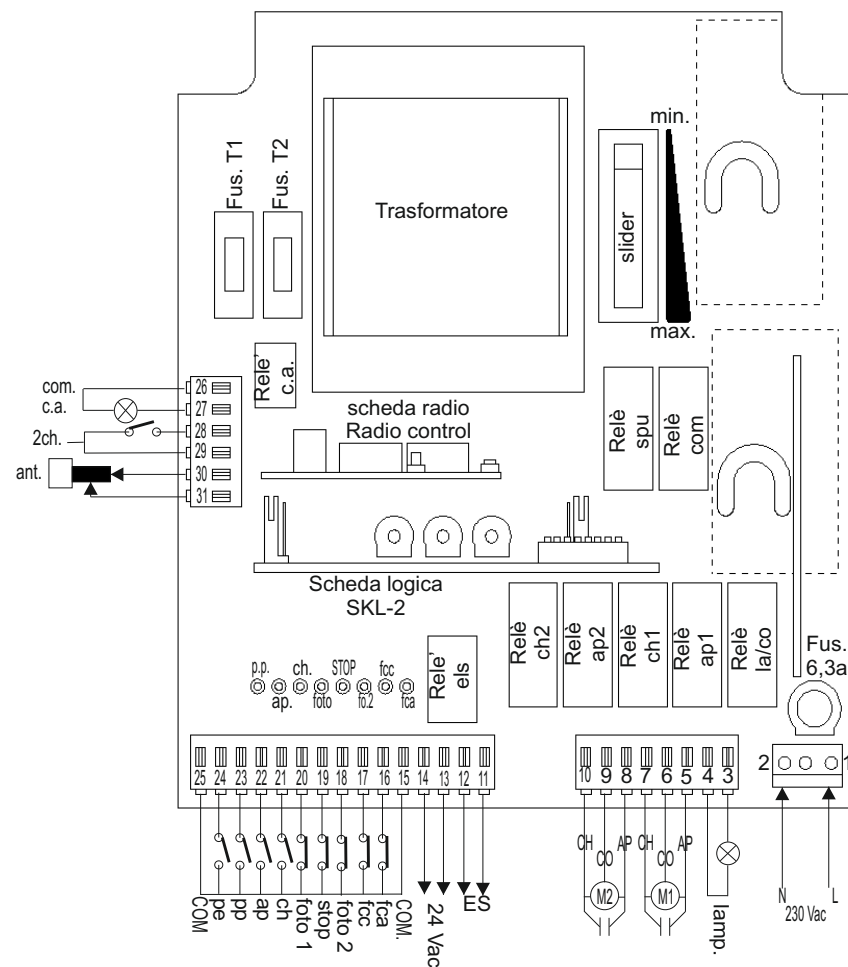 Fus. T1
Fus. T2
Trasformatore
slider
min.
max.
Rele' c.a.
com.
c.a.
2ch.
ant.
26
27
28
29
30
31
scheda radio
Radio control
Relè spu
Relè com
Scheda logica
SKL-2
Relè ch2
Relè ap2
Relè ch1
Relè ap1
Relè la/co
Fus.
6,3a
p.p.
ap.
ch.
foto
STOP
fo.2
fcc
fca
Rele' els
25 24 23 22 21 20 19 18 17 16 15 14 13 12 11
10 9 8 7 6 5 4 3
2 1
COM pe pp ap ch foto 1 stop foto 2 fcc fca COM. 24 Vac ES
CH CO AP CH CO AP
M2 M1
lamp.
N L
230 Vac